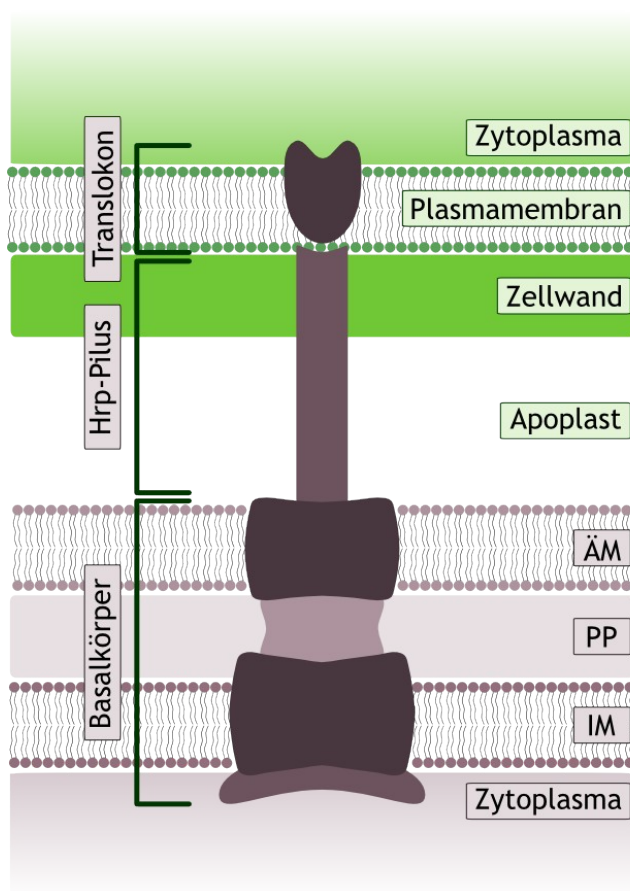 Zytoplasma
Plasmamembran
Zellwand
Apoplast
ÄM
PP
IM
Zytoplasma
Translokon
Hrp-Pilus
Basalkörper